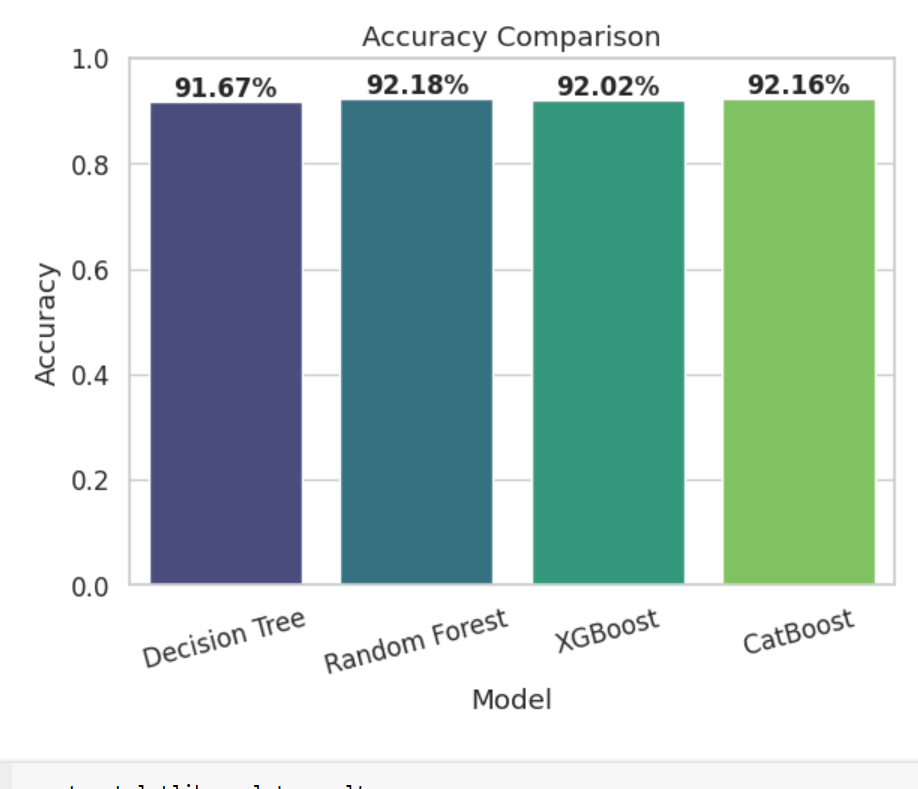 Accuracy Comparison
1.0
91.67% 92.18% 92.02% 92.16%
0.8
0.6
Accuracy
0.4
0.2
0.0
Decision Tree Random Forest XGBoost CatBoost
Model